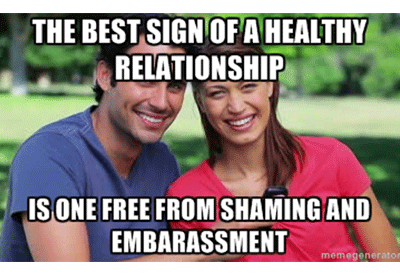 THE BEST SIGN OF A HEALTHY
RELATIONSHIP
IS ONE FREE FROM SHAMING AND
EMBARASSMENT
memegenerator